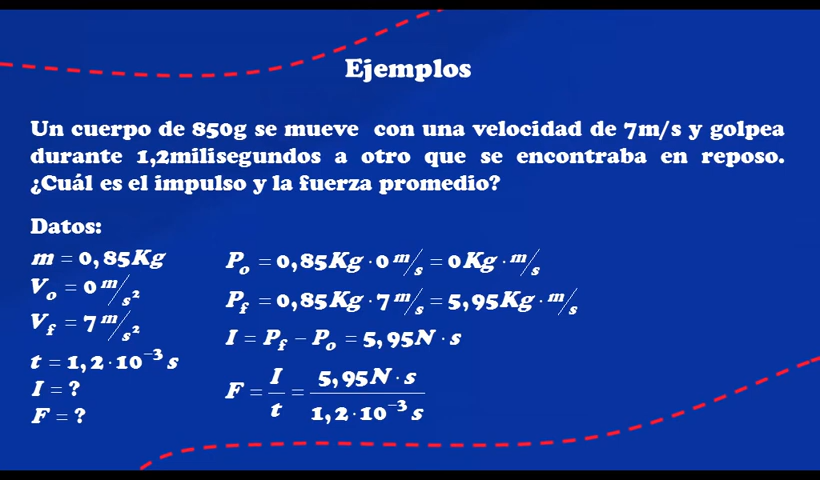 Ejemplos
Un cuerpo de 850g se mueve con una velocidad de 7m/s y golpea
durante 1,2milisegundos a otro que se encontraba en reposo.
¿Cuál es el impulso y la fuerza promedio?
Datos:
m = 0,85Kg
V₀ = 0 m/s²
V_f = 7 m/s²
t = 1,2·10⁻³ s
I = ?
F = ?
P₀ = 0,85Kg · 0 m/s = 0Kg · m/s
P_f = 0,85Kg · 7 m/s = 5,95Kg · m/s
I = P_f − P₀ = 5,95N · s
F = I/t = 5,95N · s / 1,2·10⁻³ s